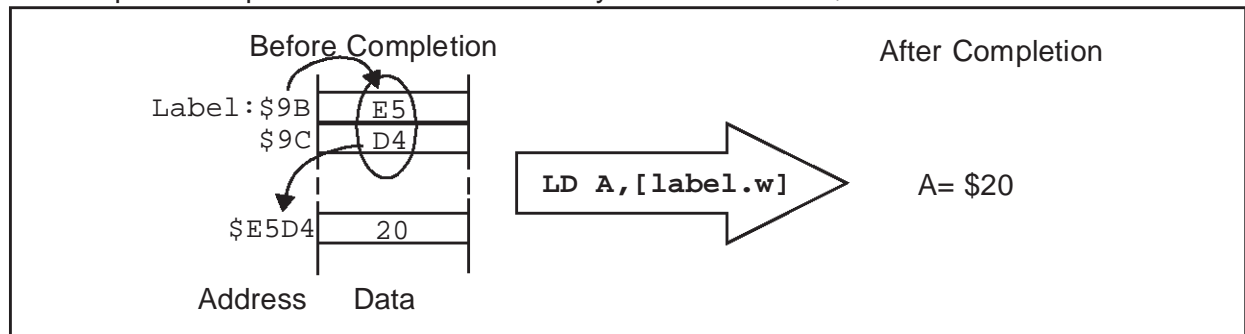 Before Completion
After Completion
Label:$9B E5
$9C D4
LD A,[label.w]
A= $20
$E5D4 20
Address Data